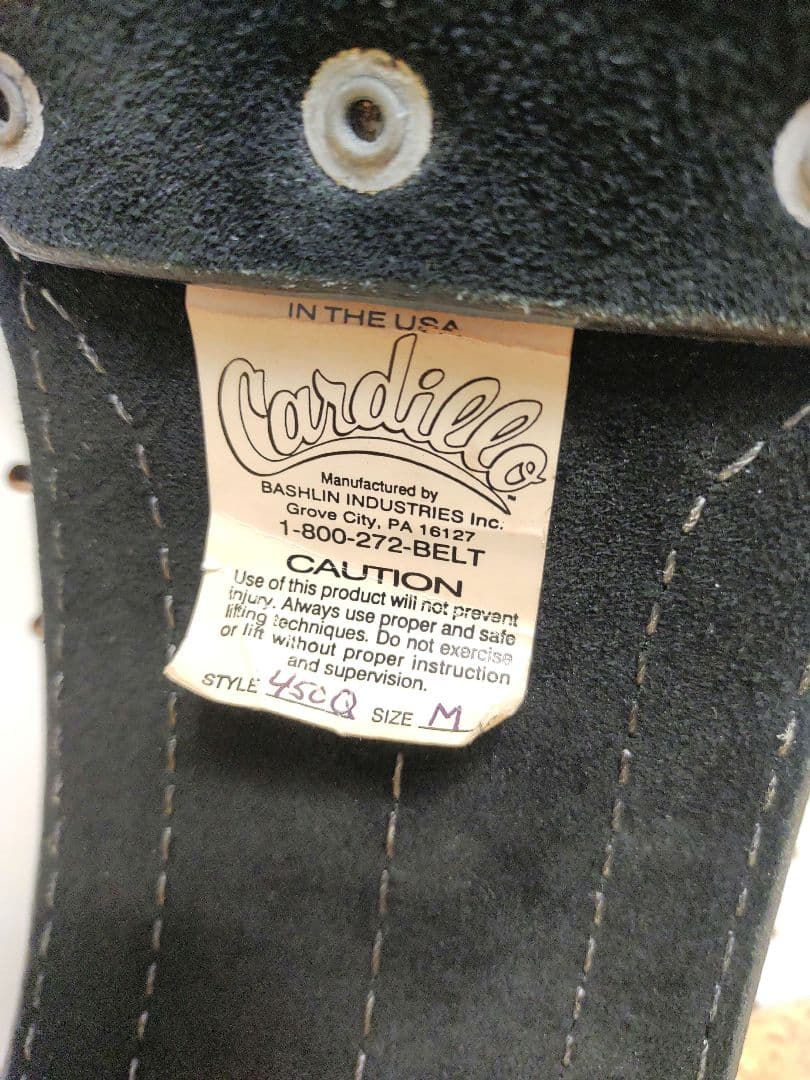 IN THE USA
Cardillo
Manufactured by
BASHLIN INDUSTRIES Inc.
Grove City, PA 16127
1-800-272-BELT
CAUTION
Use of this product will not prevent
injury. Always use proper and safe
lifting techniques. Do not exercise
or lift without proper instruction
and supervision.
STYLE 450Q SIZE M